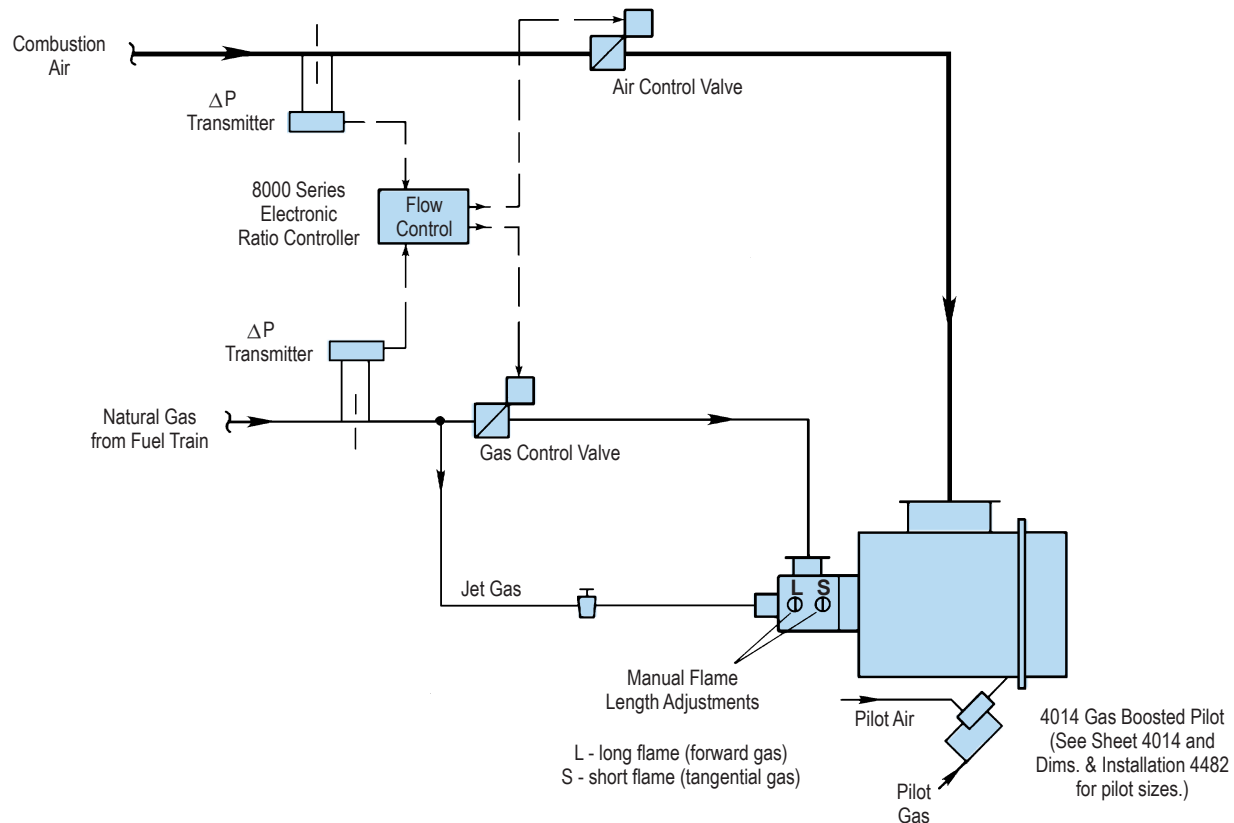 Combustion
Air
ΔP
Transmitter
Air Control Valve
8000 Series
Electronic
Ratio Controller
Flow
Control
ΔP
Transmitter
Natural Gas
from Fuel Train
Gas Control Valve
Jet Gas
L S
Manual Flame
Length Adjustments
L - long flame (forward gas)
S - short flame (tangential gas)
Pilot Air
Pilot
Gas
4014 Gas Boosted Pilot
(See Sheet 4014 and
Dims. & Installation 4482
for pilot sizes.)